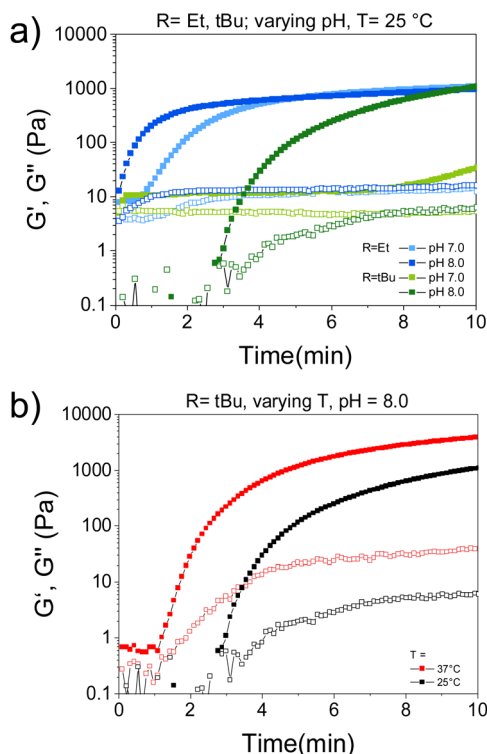 a)
R= Et, tBu; varying pH, T= 25 °C
G', G'' (Pa)
10000
1000
100
10
1
0.1
R=Et pH 7.0
pH 8.0
R=tBu pH 7.0
pH 8.0
0 2 4 6 8 10
Time(min)
b)
R= tBu, varying T, pH = 8.0
G', G'' (Pa)
10000
1000
100
10
1
0.1
T =
37°C
25°C
0 2 4 6 8 10
Time(min)